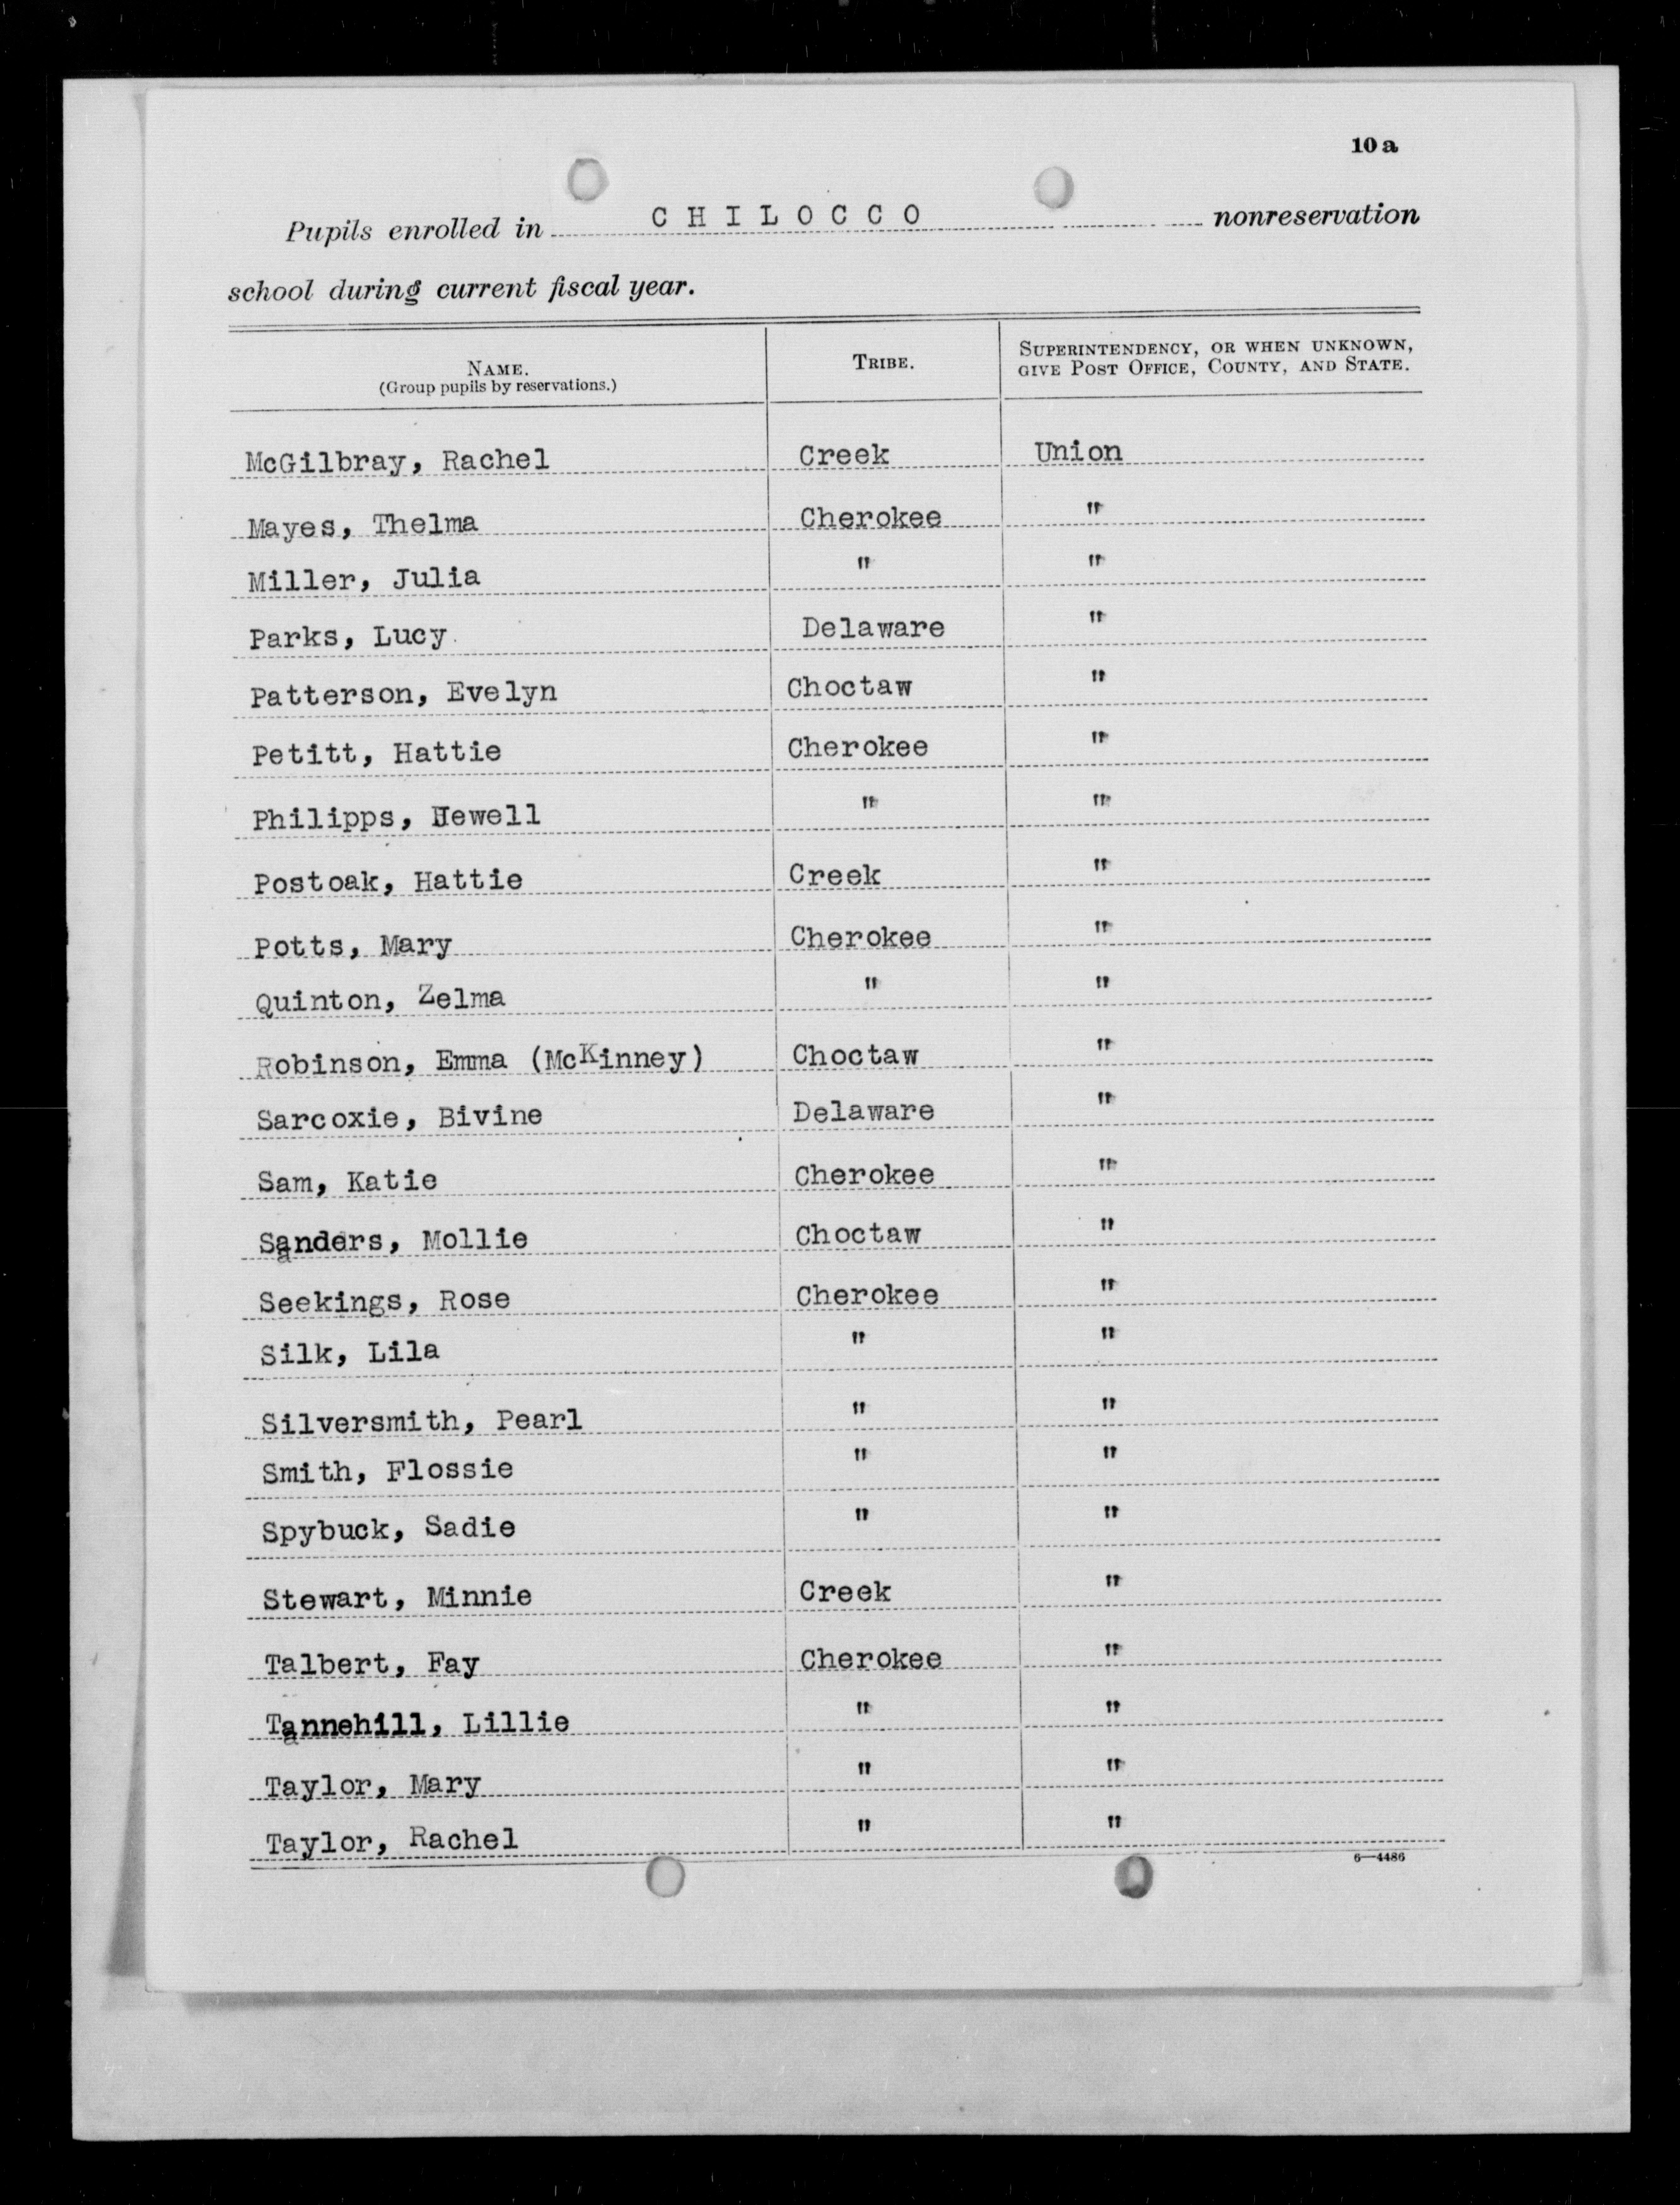 10 a
Pupils enrolled in CHILOCCO nonreservation
school during current fiscal year.
NAME. TRIBE. SUPERINTENDENCY, OR WHEN UNKNOWN,
(Group pupils by reservations.) GIVE POST OFFICE, COUNTY, AND STATE.
McGilbray, Rachel Creek Union
Mayes, Thelma Cherokee "
Miller, Julia " "
Parks, Lucy Delaware "
Patterson, Evelyn Choctaw "
Petitt, Hattie Cherokee "
Philipps, Hewell " "
Postoak, Hattie Creek "
Potts, Mary Cherokee "
Quinton, Zelma " "
Robinson, Emma (McKinney) Choctaw "
Sarcoxie, Bivine Delaware "
Sam, Katie Cherokee "
Sanders, Mollie Choctaw "
Seekings, Rose Cherokee "
Silk, Lila " "
Silversmith, Pearl " "
Smith, Flossie " "
Spybuck, Sadie " "
Stewart, Minnie Creek "
Talbert, Fay Cherokee "
Tannehill, Lillie " "
Taylor, Mary " "
Taylor, Rachel " "
6—4486